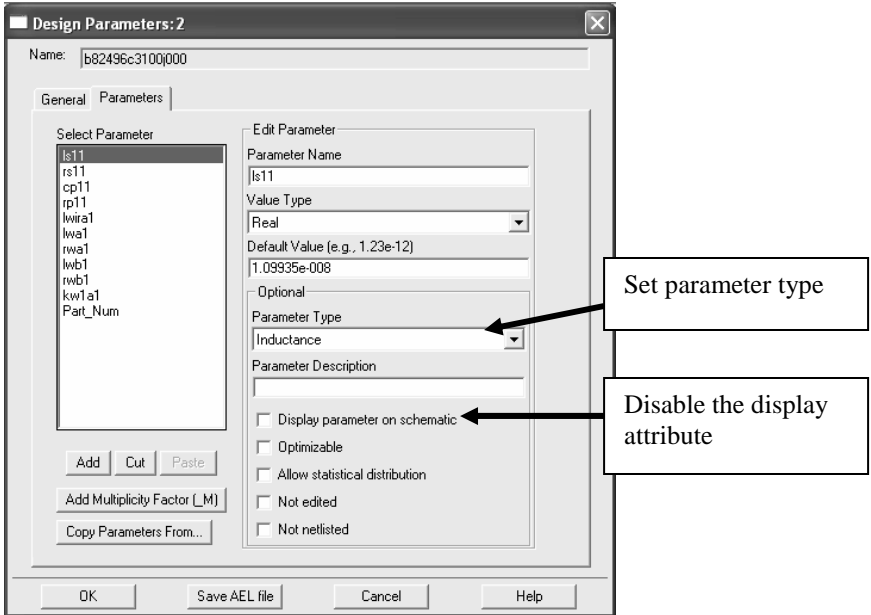 Design Parameters:2
Name: b82496c3100j000
General Parameters
Select Parameter
ls11
rs11
cp11
rp11
lwira1
lwa1
rwa1
lwb1
rwb1
kw1a1
Part_Num
Add Cut Paste
Add Multiplicity Factor (_M)
Copy Parameters From...
Edit Parameter
Parameter Name
ls11
Value Type
Real
Default Value (e.g., 1.23e-12)
1.09935e-008
Optional
Parameter Type
Inductance
Parameter Description
Display parameter on schematic
Optimizable
Allow statistical distribution
Not edited
Not netlisted
OK Save AEL file Cancel Help
Set parameter type
Disable the display
attribute